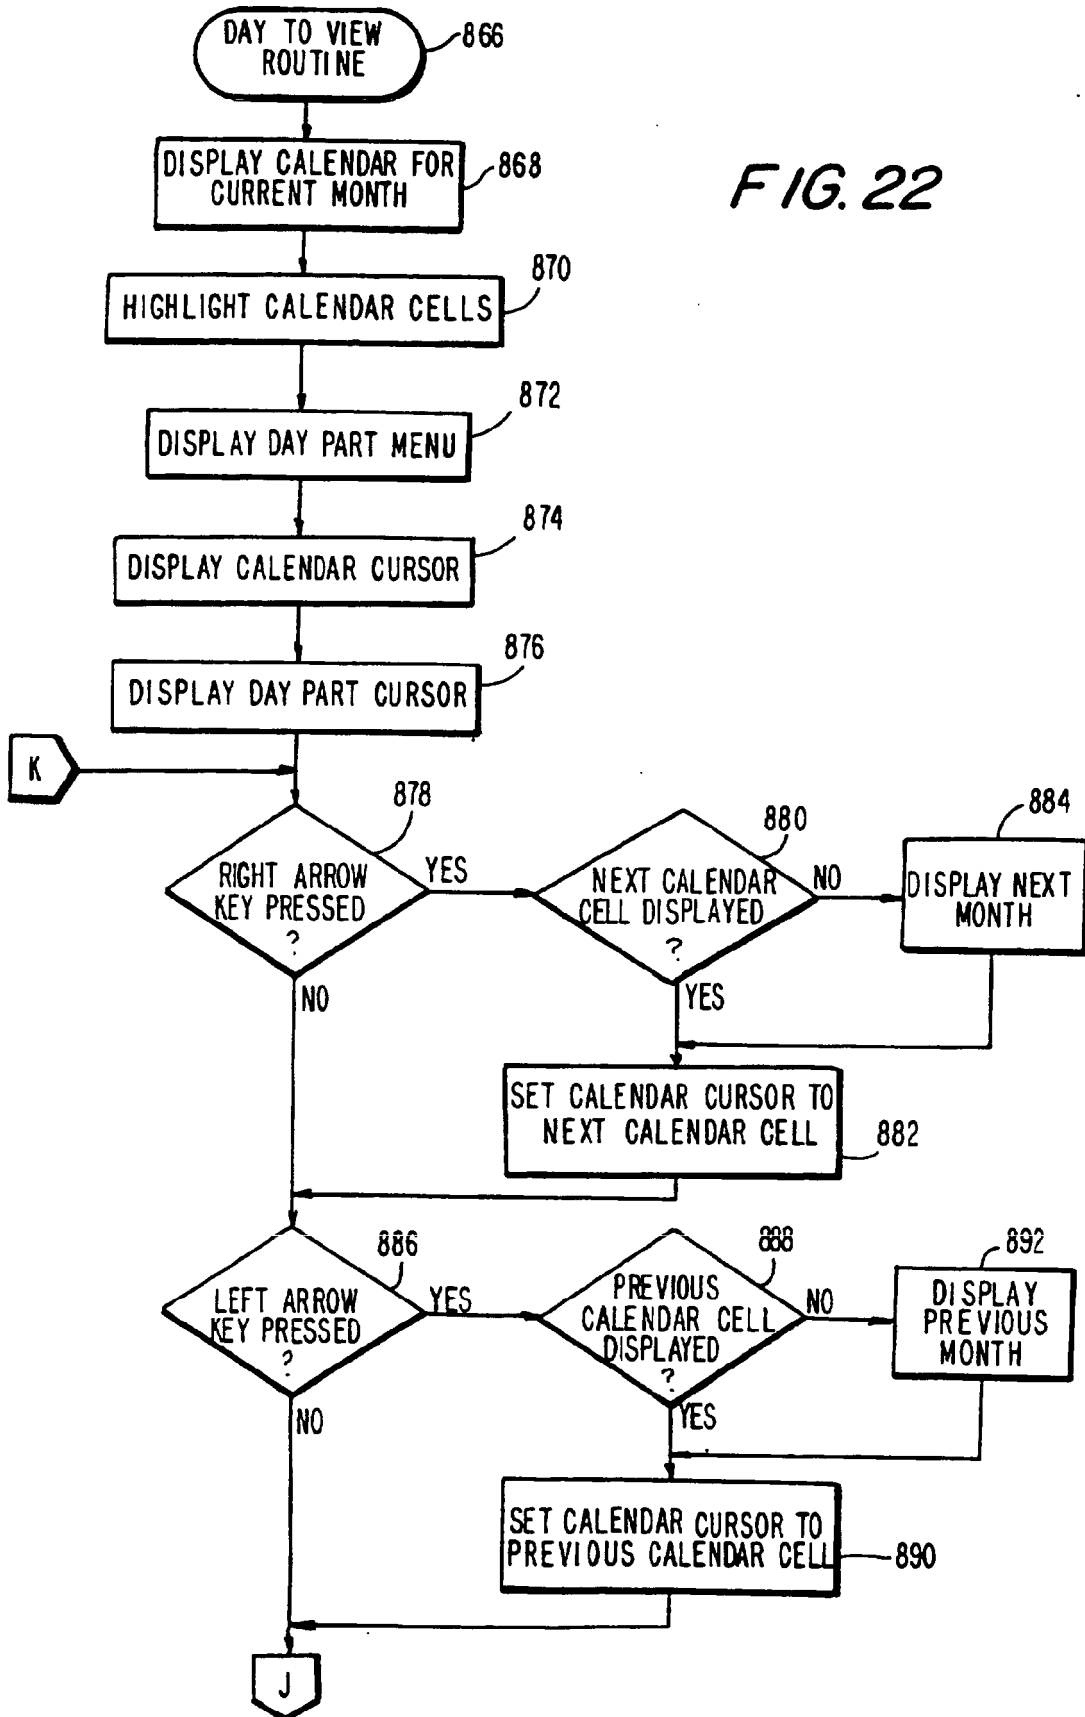 DAY TO VIEW
ROUTINE
866
DISPLAY CALENDAR FOR
CURRENT MONTH
868
FIG. 22
870
HIGHLIGHT CALENDAR CELLS
872
DISPLAY DAY PART MENU
874
DISPLAY CALENDAR CURSOR
876
DISPLAY DAY PART CURSOR
K
878
RIGHT ARROW
KEY PRESSED
?
YES
NO
880
NEXT CALENDAR
CELL DISPLAYED
?
NO
YES
884
DISPLAY NEXT
MONTH
SET CALENDAR CURSOR TO
NEXT CALENDAR CELL
882
886
LEFT ARROW
KEY PRESSED
?
YES
NO
888
PREVIOUS
CALENDAR CELL
DISPLAYED
?
NO
YES
892
DISPLAY
PREVIOUS
MONTH
SET CALENDAR CURSOR TO
PREVIOUS CALENDAR CELL
890
J